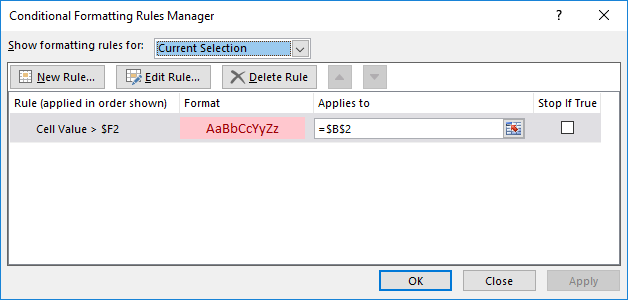 Conditional Formatting Rules Manager ? ×
Show formatting rules for: Current Selection
New Rule... Edit Rule... Delete Rule
Rule (applied in order shown) Format Applies to Stop If True
Cell Value > $F2 AaBbCcYyZz =$B$2
OK Close Apply